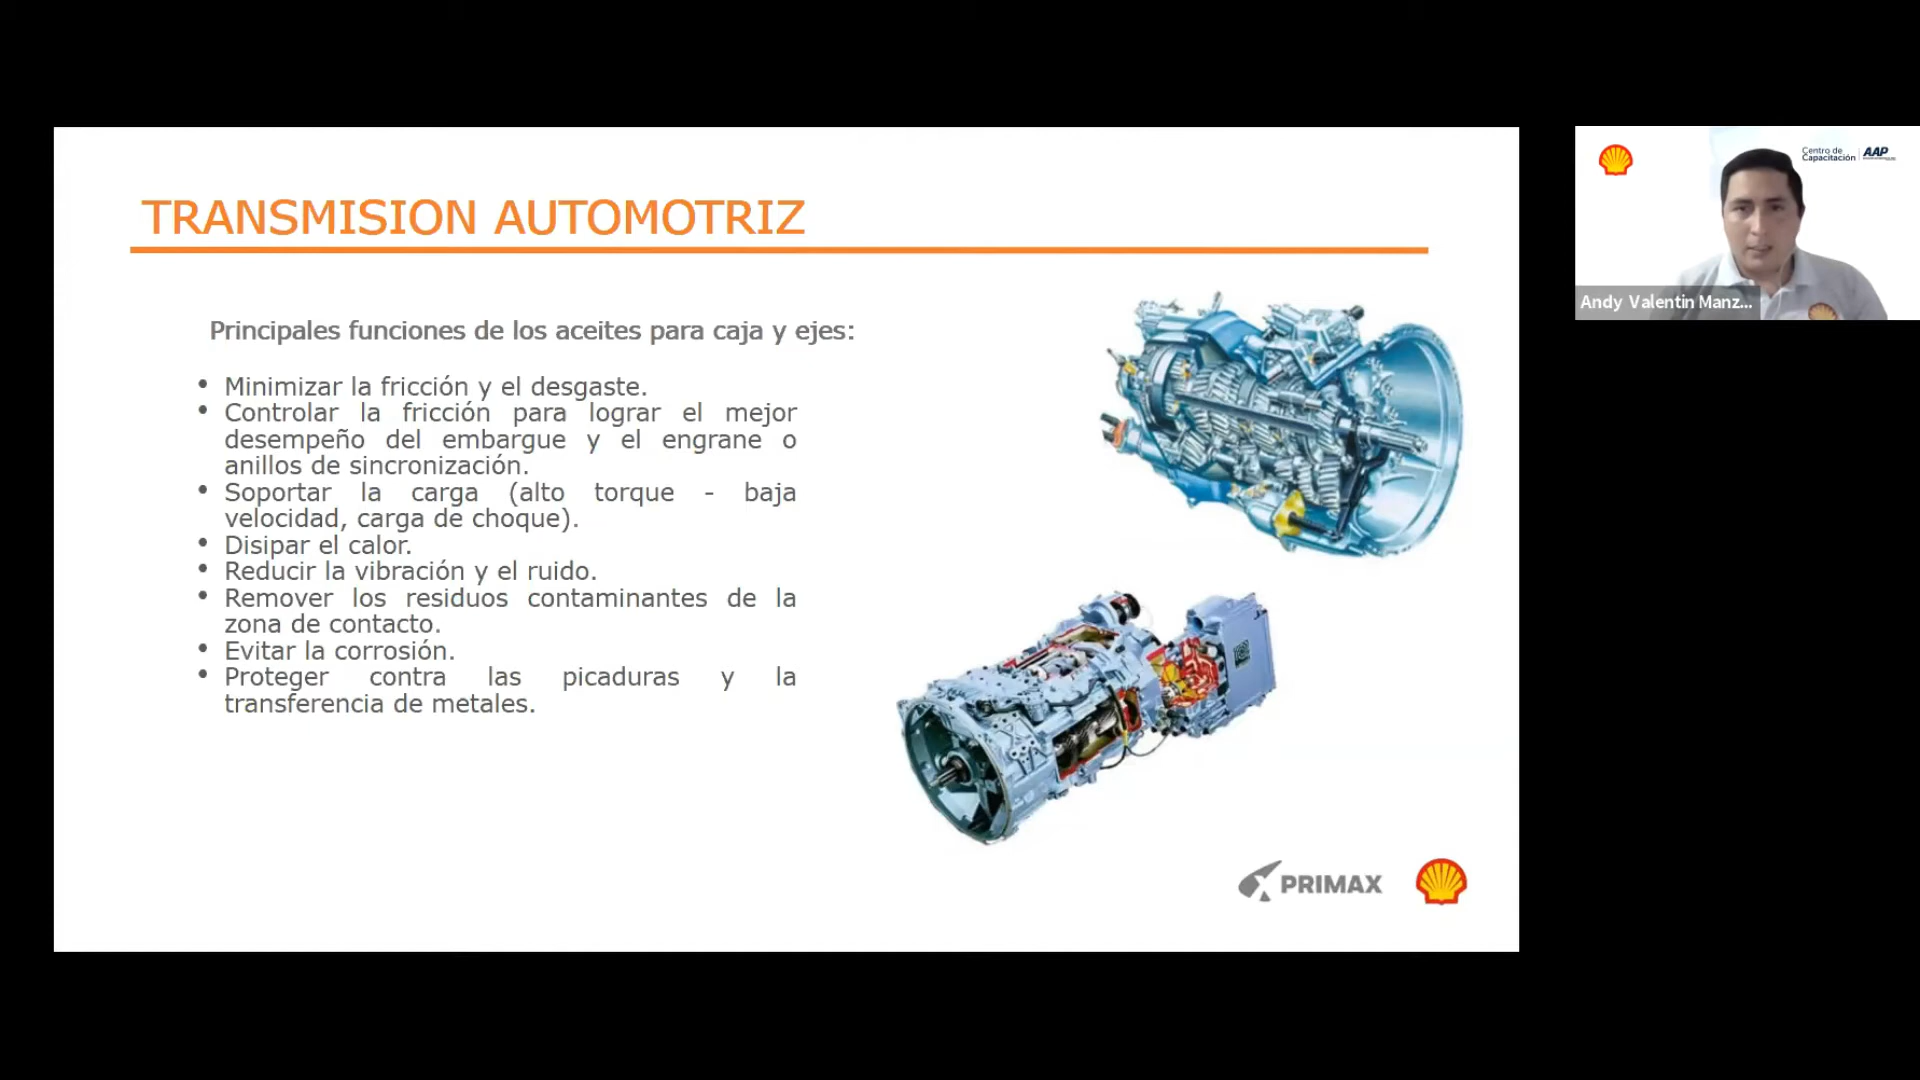 TRANSMISION AUTOMOTRIZ
Principales funciones de los aceites para caja y ejes:
• Minimizar la fricción y el desgaste.
• Controlar la fricción para lograr el mejor
desempeño del embargue y el engrane o
anillos de sincronización.
• Soportar la carga (alto torque - baja
velocidad, carga de choque).
• Disipar el calor.
• Reducir la vibración y el ruido.
• Remover los residuos contaminantes de la
zona de contacto.
• Evitar la corrosión.
• Proteger contra las picaduras y la
transferencia de metales.
PRIMAX
Centro de
Capacitación
AAP
Andy Valentin Manz...